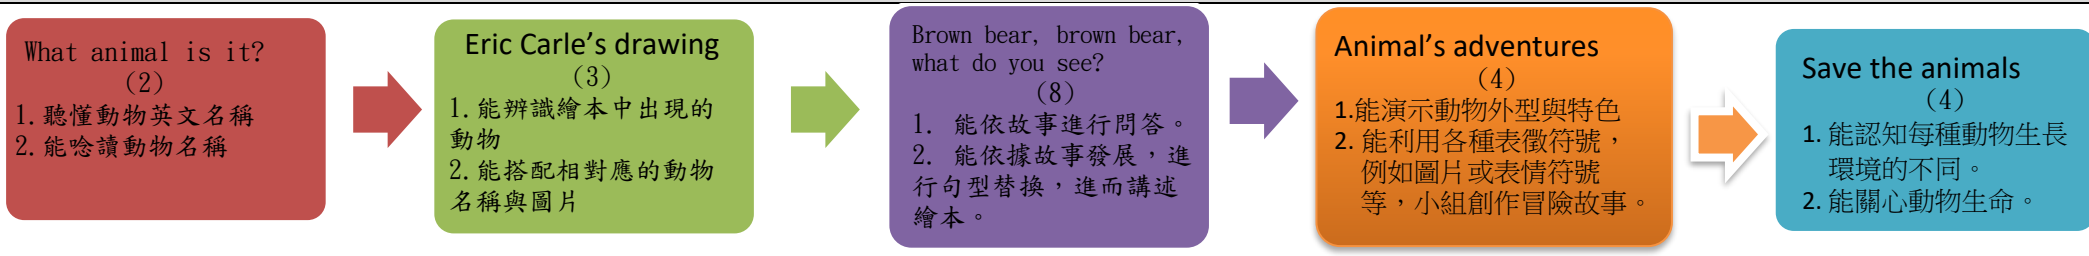 What animal is it?
（2）
1.聽懂動物英文名稱
2.能唸讀動物名稱
Eric Carle’s drawing
（3）
1.能辨識繪本中出現的
動物
2.能搭配相對應的動物
名稱與圖片
Brown bear, brown bear,
what do you see?
（8）
1. 能依故事進行問答。
2. 能依據故事發展，進
行句型替換，進而講述
繪本。
Animal’s adventures
（4）
1.能演示動物外型與特色
2. 能利用各種表徵符號，
例如圖片或表情符號
等，小組創作冒險故事。
Save the animals
（4）
1. 能認知每種動物生長
環境的不同。
2. 能關心動物生命。